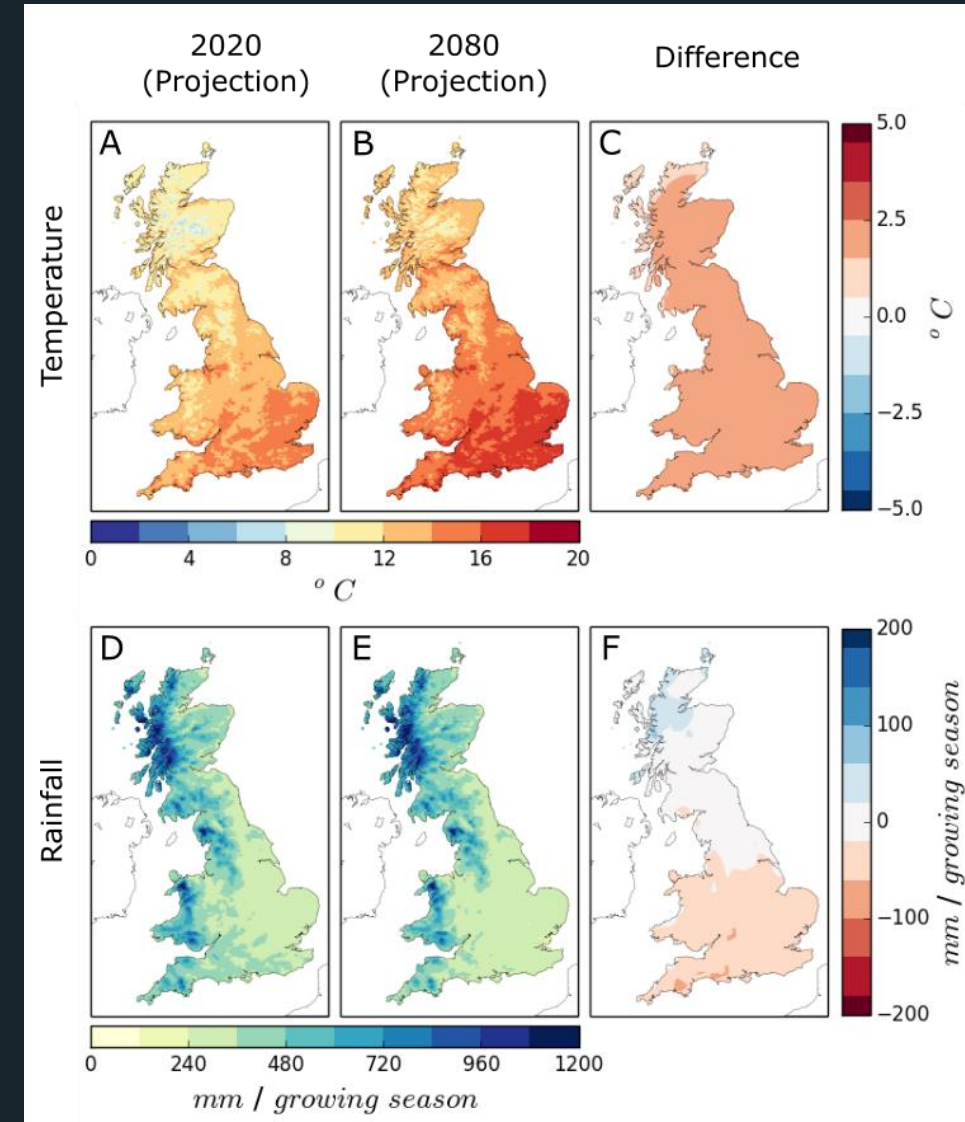 2020
(Projection)
2080
(Projection)
Difference
Temperature
A
B
C
5.0
2.5
0.0
−2.5
−5.0
° C
0 4 8 12 16 20
° C
Rainfall
D
E
F
200
100
0
−100
−200
mm / growing season
0 240 480 720 960 1200
mm / growing season